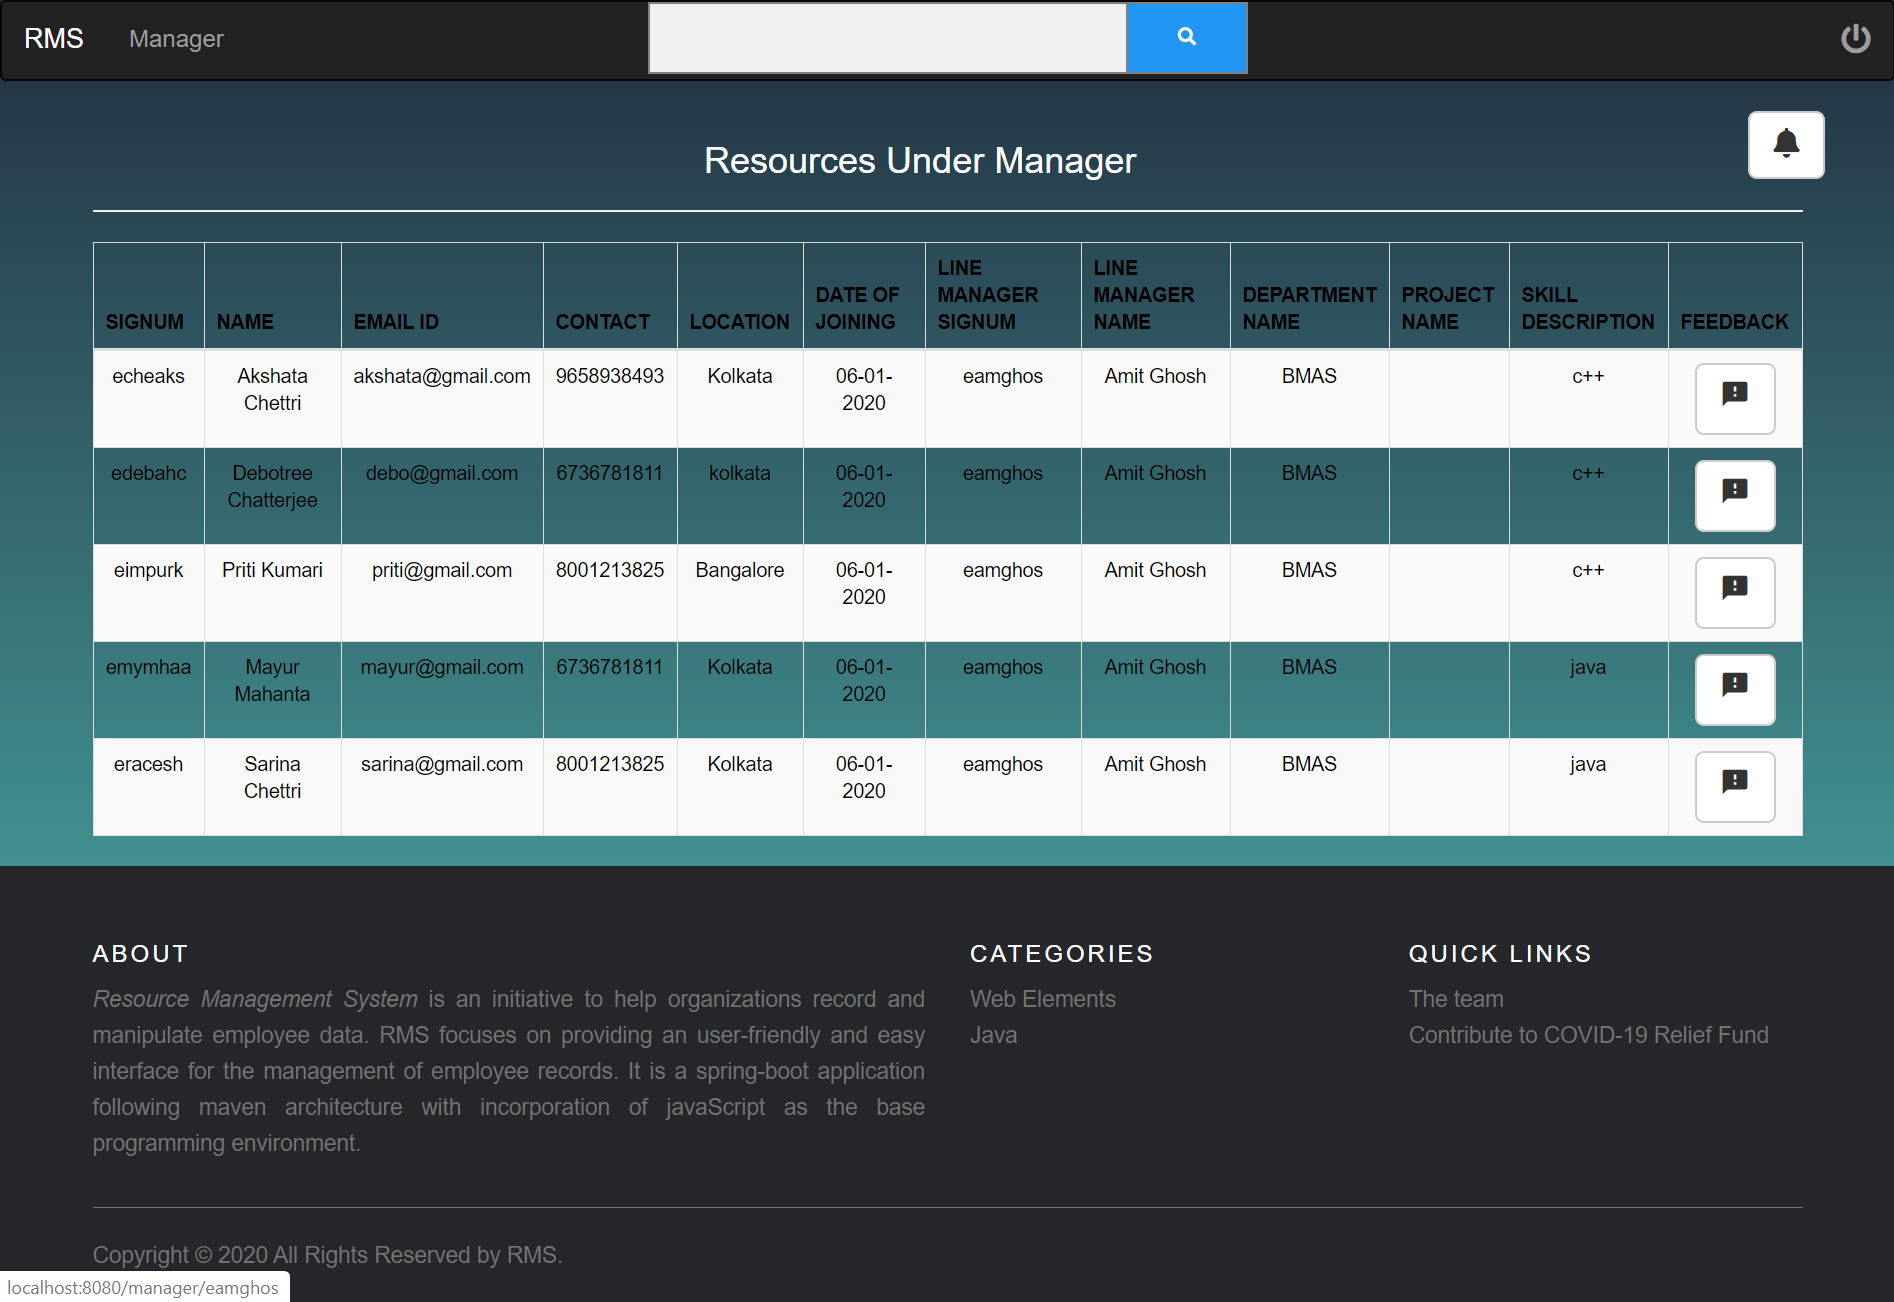 RMS Manager
Resources Under Manager
SIGNUM NAME EMAIL ID CONTACT LOCATION DATE OF JOINING LINE MANAGER SIGNUM LINE MANAGER NAME DEPARTMENT NAME PROJECT NAME SKILL DESCRIPTION FEEDBACK
echeaks Akshata Chettri akshata@gmail.com 9658938493 Kolkata 06-01-2020 eamghos Amit Ghosh BMAS c++
edebahc Debotree Chatterjee debo@gmail.com 6736781811 kolkata 06-01-2020 eamghos Amit Ghosh BMAS c++
eimpurk Priti Kumari priti@gmail.com 8001213825 Bangalore 06-01-2020 eamghos Amit Ghosh BMAS c++
emymhaa Mayur Mahanta mayur@gmail.com 6736781811 Kolkata 06-01-2020 eamghos Amit Ghosh BMAS java
eracesh Sarina Chettri sarina@gmail.com 8001213825 Kolkata 06-01-2020 eamghos Amit Ghosh BMAS java
ABOUT
Resource Management System is an initiative to help organizations record and
manipulate employee data. RMS focuses on providing an user-friendly and easy
interface for the management of employee records. It is a spring-boot application
following maven architecture with incorporation of javaScript as the base
programming environment.
CATEGORIES
Web Elements
Java
QUICK LINKS
The team
Contribute to COVID-19 Relief Fund
Copyright © 2020 All Rights Reserved by RMS.
localhost:8080/manager/eamghos